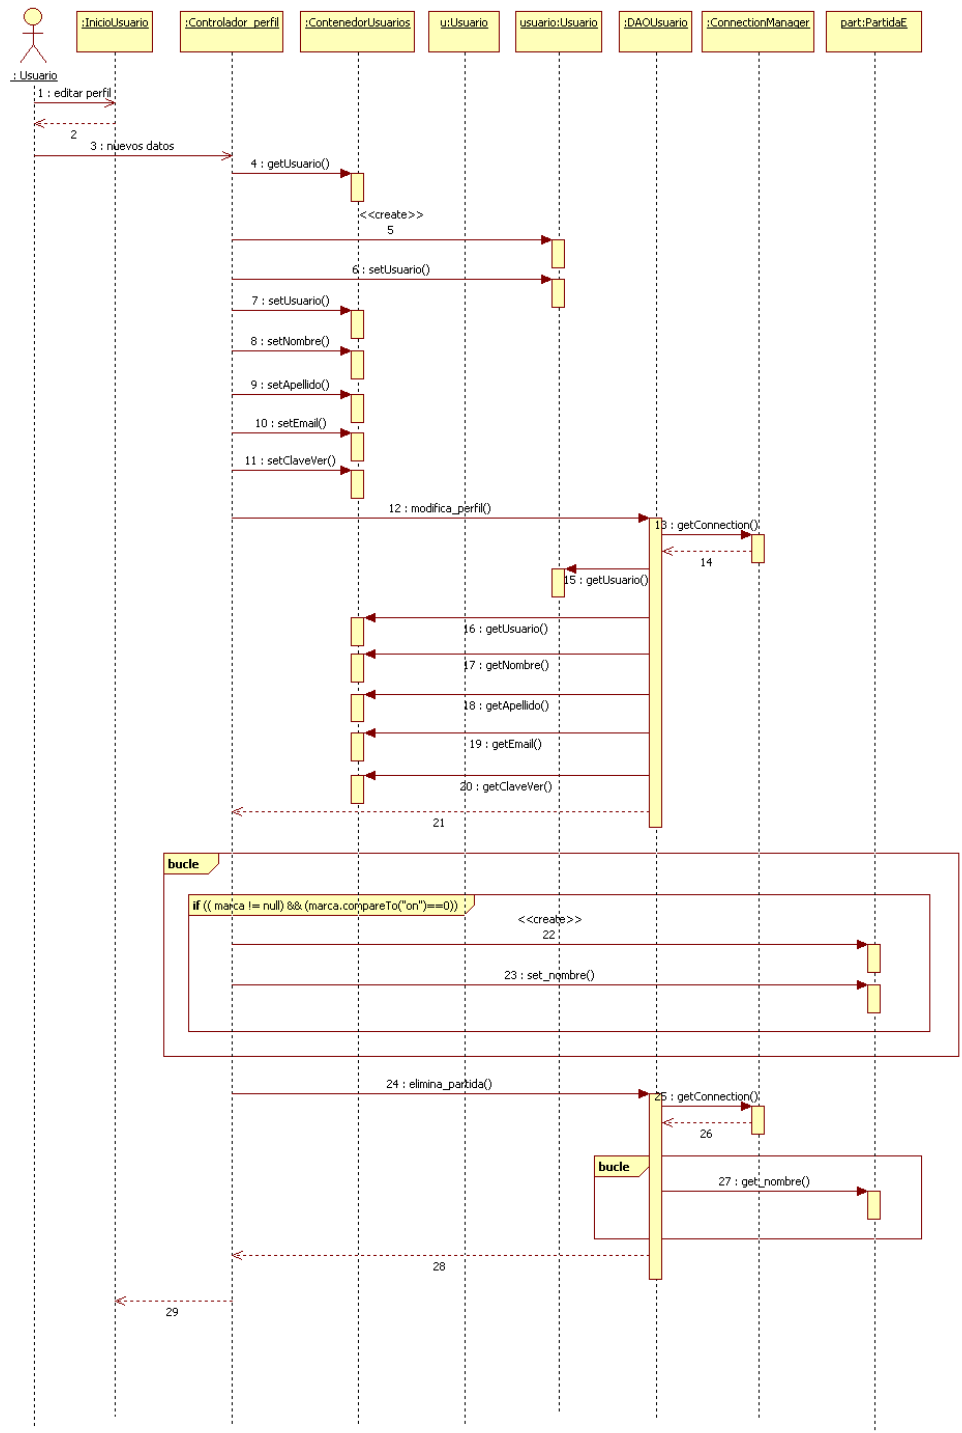 :InicioUsuario
:Controlador_perfil
:ContenedorUsuarios
u:Usuario
usuario:Usuario
:DAOUsuario
:ConnectionManager
part:PartidaE
: Usuario
1 : editar perfil
2
3 : nuevos datos
4 : getUsuario()
<<create>>
5
6 : setUsuario()
7 : setUsuario()
8 : setNombre()
9 : setApellido()
10 : setEmail()
11 : setClaveVer()
12 : modifica_perfil()
13 : getConnection()
14
15 : getUsuario()
16 : getUsuario()
17 : getNombre()
18 : getApellido()
19 : getEmail()
20 : getClaveVer()
21
bucle
if (( marca != null) && (marca.compareTo("on")==0))
<<create>>
22
23 : set_nombre()
24 : elimina_partida()
25 : getConnection()
26
bucle
27 : get_nombre()
28
29